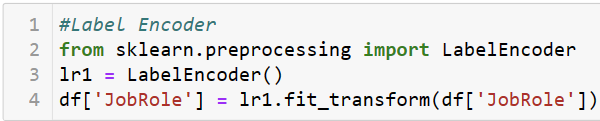 1 #Label Encoder
2 from sklearn.preprocessing import LabelEncoder
3 lr1 = LabelEncoder()
4 df['JobRole'] = lr1.fit_transform(df['JobRole'])